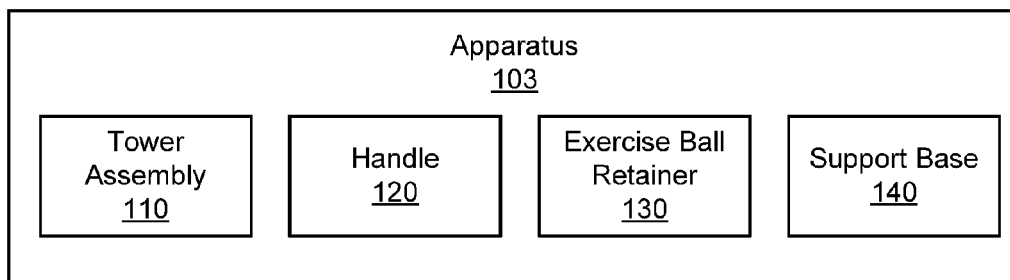 Apparatus
103
Tower
Assembly
110
Handle
120
Exercise Ball
Retainer
130
Support Base
140